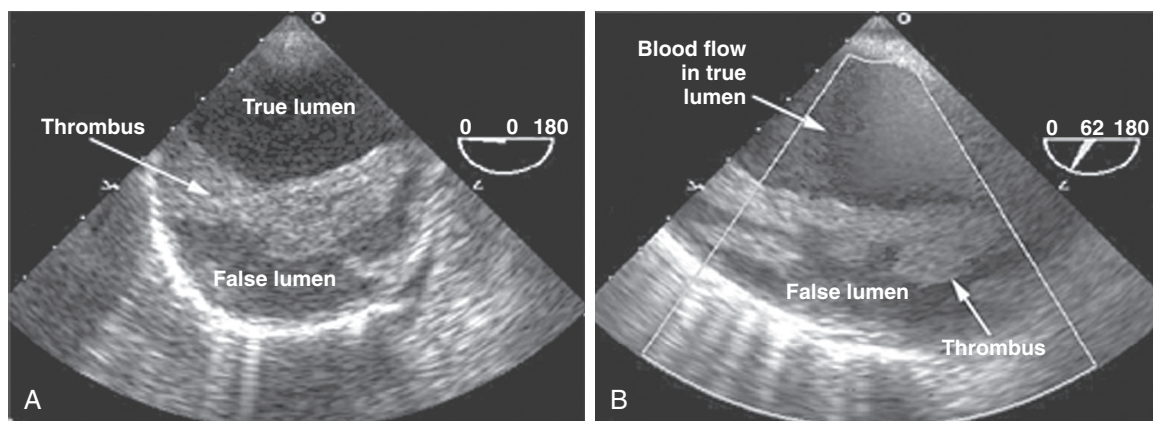 True lumen
Thrombus
0 0 180
False lumen
A
Blood flow
in true
lumen
0 62 180
False lumen
Thrombus
B